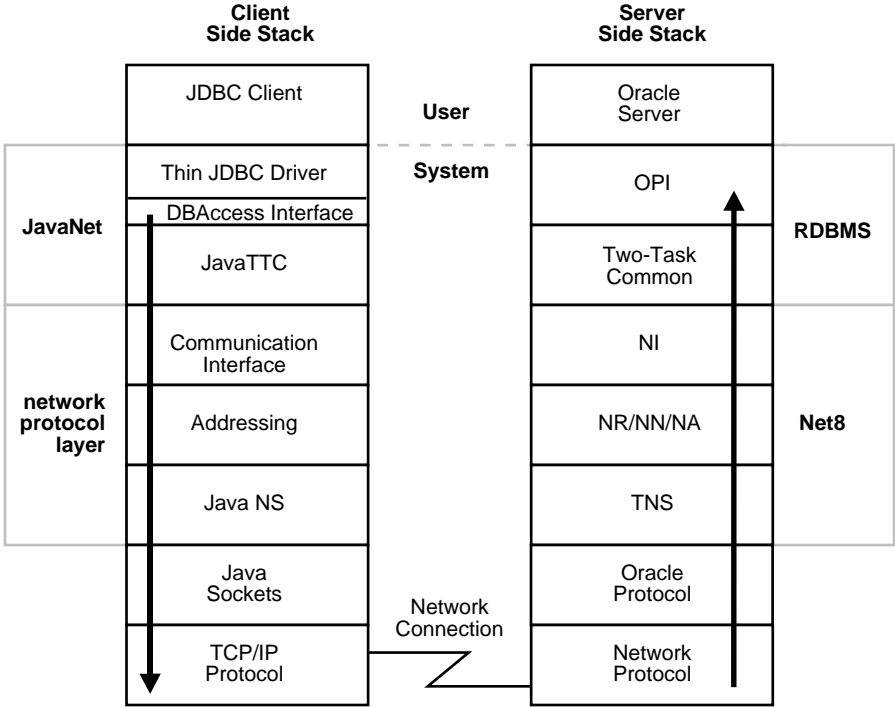 Client
Side Stack
Server
Side Stack
JDBC Client
User
Oracle
Server
JavaNet
Thin JDBC Driver
System
OPI
RDBMS
DBAccess Interface
JavaTTC
Two-Task
Common
network
protocol
layer
Communication
Interface
NI
Net8
Addressing
NR/NN/NA
Java NS
TNS
Java
Sockets
Oracle
Protocol
Network
Connection
TCP/IP
Protocol
Network
Protocol